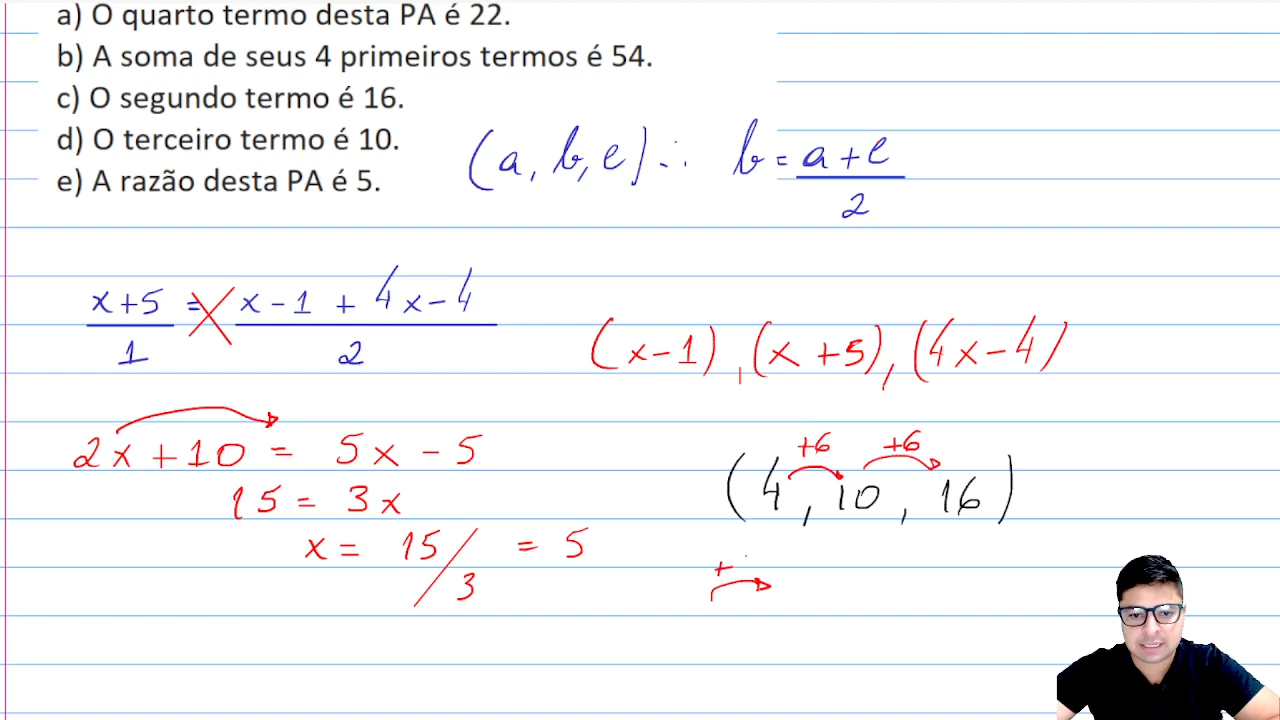 a) O quarto termo desta PA é 22.
b) A soma de seus 4 primeiros termos é 54.
c) O segundo termo é 16.
d) O terceiro termo é 10.
e) A razão desta PA é 5.
(a, b, c) ∴ b = a + c / 2
x + 5 / 1 = x - 1 + 4x - 4 / 2
(x - 1), (x + 5), (4x - 4)
2x + 10 = 5x - 5
15 = 3x
x = 15/3 = 5
+6 +6
(4, 10, 16)
+